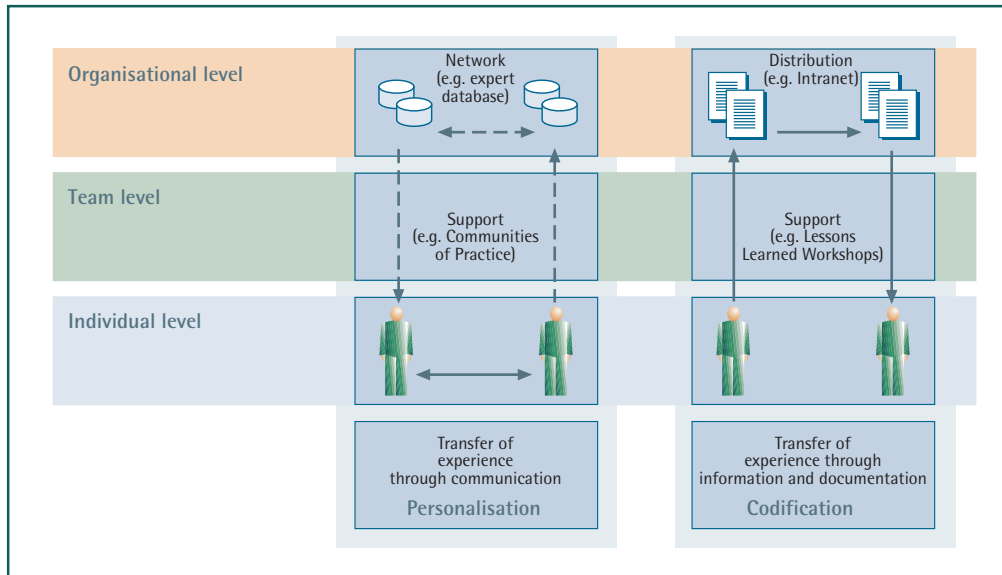 Organisational level
Network
(e.g. expert
database)
Distribution
(e.g. Intranet)
Team level
Support
(e.g. Communities
of Practice)
Support
(e.g. Lessons
Learned Workshops)
Individual level
Transfer of
experience
through communication
Personalisation
Transfer of
experience through
information and documentation
Codification